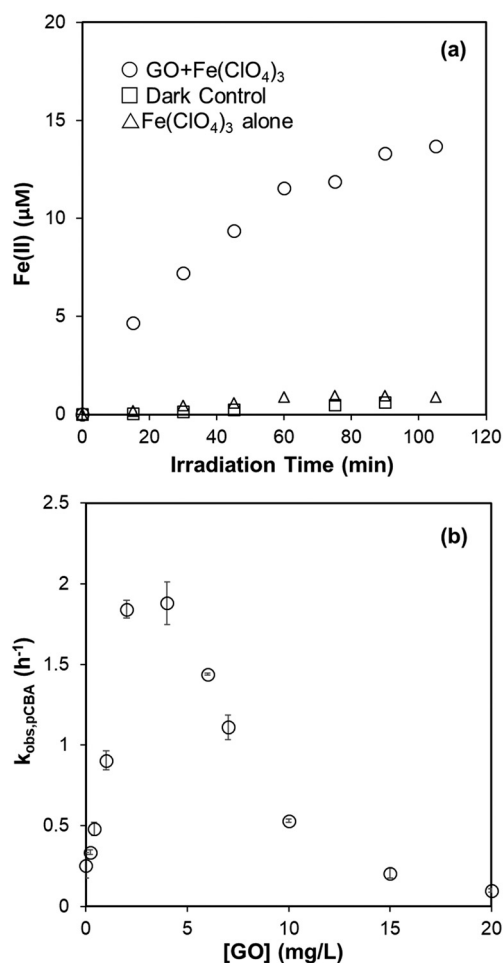 20
(a)
GO+Fe(ClO₄)₃
Dark Control
Fe(ClO₄)₃ alone
15
10
5
0
Fe(II) (μM)
0 20 40 60 80 100 120
Irradiation Time (min)
2.5
(b)
2
1.5
1
0.5
0
k_obs,pCBA (h⁻¹)
0 5 10 15 20
[GO] (mg/L)